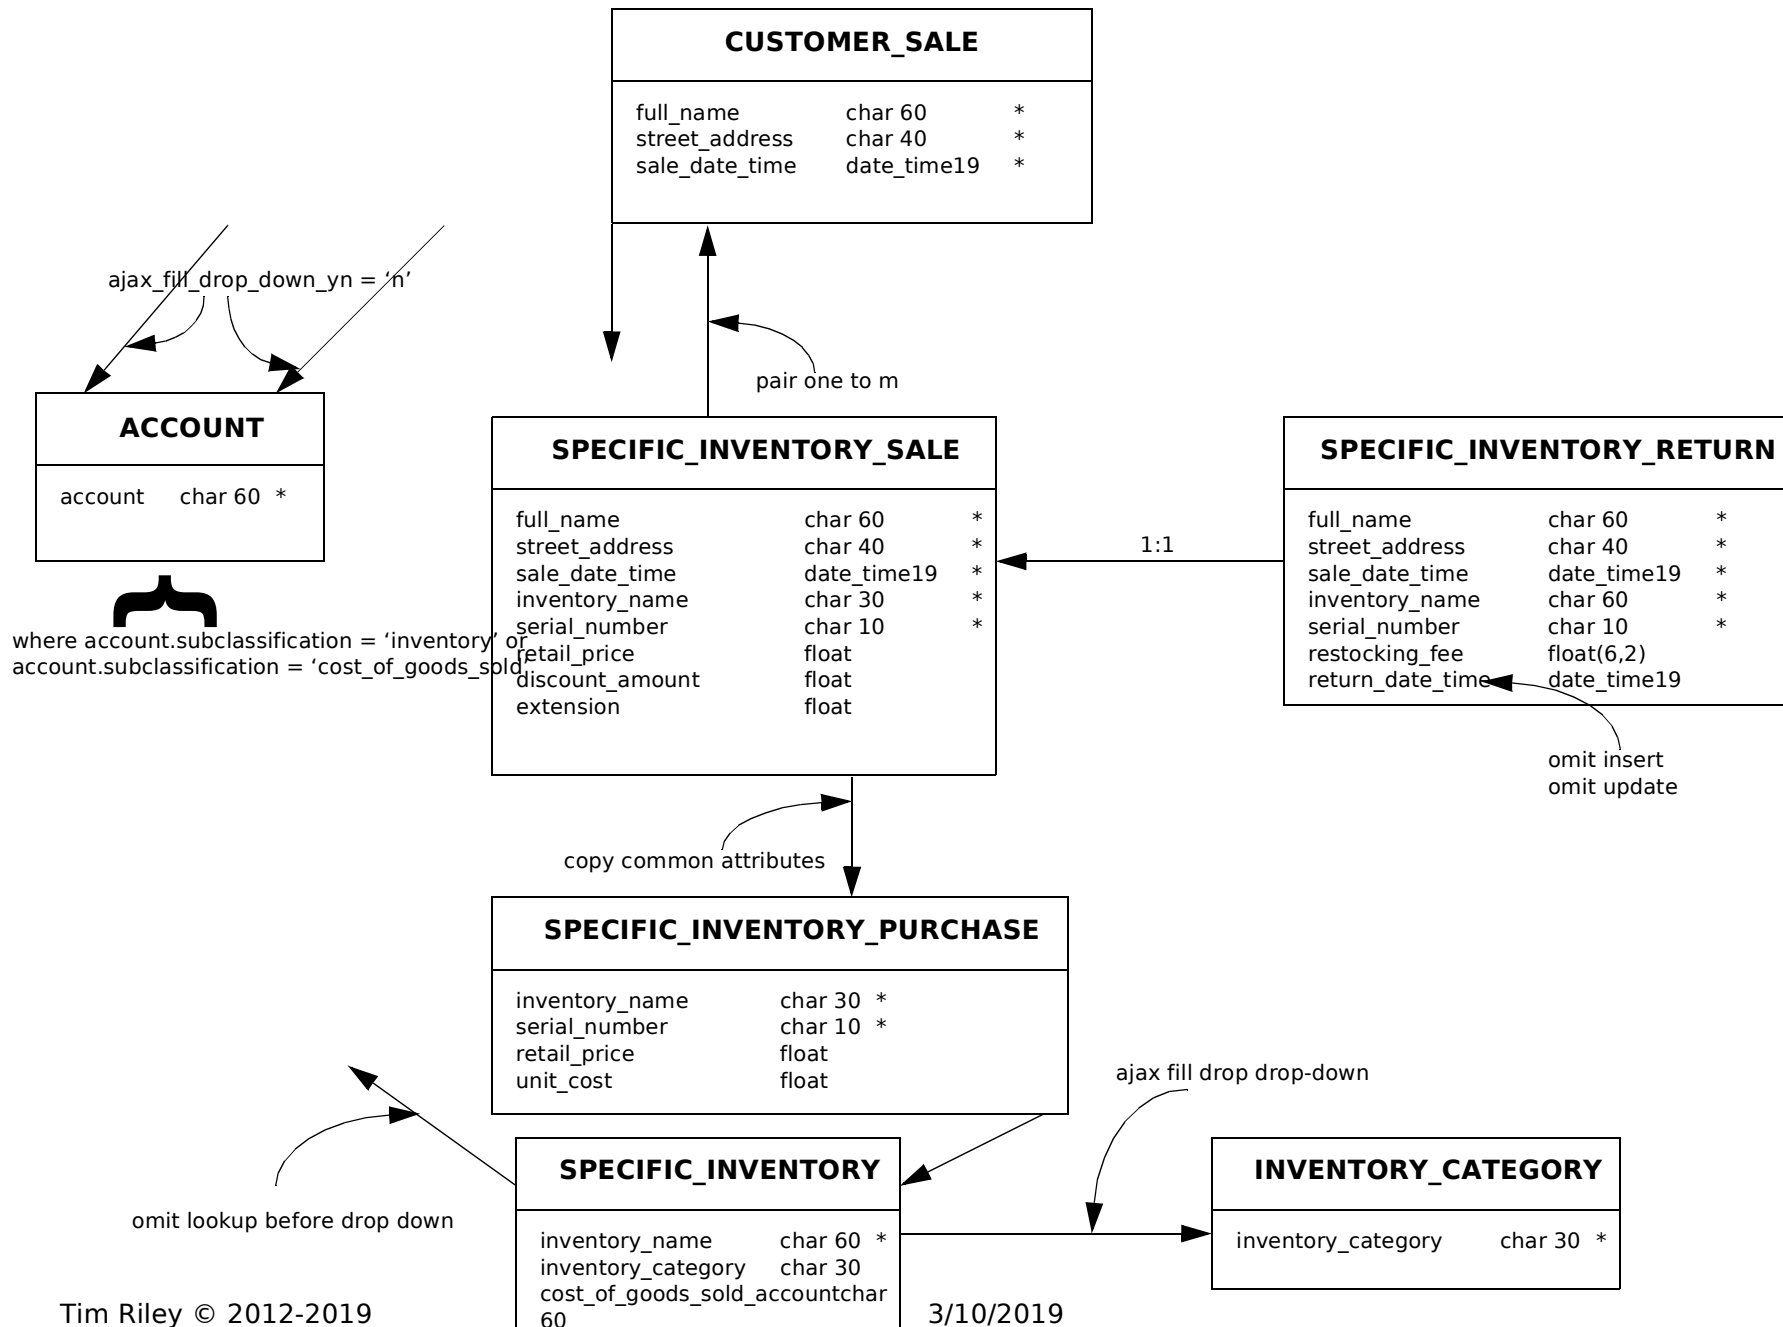 CUSTOMER_SALE
full_name char 60 *
street_address char 40 *
sale_date_time date_time19 *
ajax_fill_drop_down_yn = ‘n’
pair one to m
ACCOUNT
account char 60 *
where account.subclassification = ‘inventory’ or
account.subclassification = ‘cost_of_goods_sold’
SPECIFIC_INVENTORY_SALE
full_name char 60 *
street_address char 40 *
sale_date_time date_time19 *
inventory_name char 30 *
serial_number char 10 *
retail_price float
discount_amount float
extension float
1:1
SPECIFIC_INVENTORY_RETURN
full_name char 60 *
street_address char 40 *
sale_date_time date_time19 *
inventory_name char 60 *
serial_number char 10 *
restocking_fee float(6,2)
return_date_time date_time19
omit insert
omit update
copy common attributes
SPECIFIC_INVENTORY_PURCHASE
inventory_name char 30 *
serial_number char 10 *
retail_price float
unit_cost float
ajax fill drop drop-down
omit lookup before drop down
SPECIFIC_INVENTORY
inventory_name char 60 *
inventory_category char 30
cost_of_goods_sold_accountchar
60
INVENTORY_CATEGORY
inventory_category char 30 *
Tim Riley © 2012-2019
3/10/2019